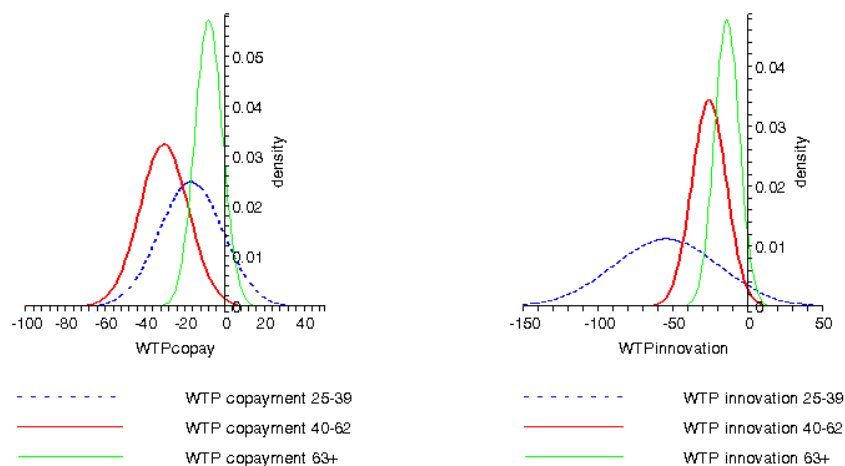 0.05
0.04
0.03
0.02
0.01
0
density
-100 -80 -60 -40 -20 0 20 40
WTPcopay
WTP copayment 25-39
WTP copayment 40-62
WTP copayment 63+
0.04
0.03
0.02
0.01
0
density
-150 -100 -50 0 50
WTPinnovation
WTP innovation 25-39
WTP innovation 40-62
WTP innovation 63+